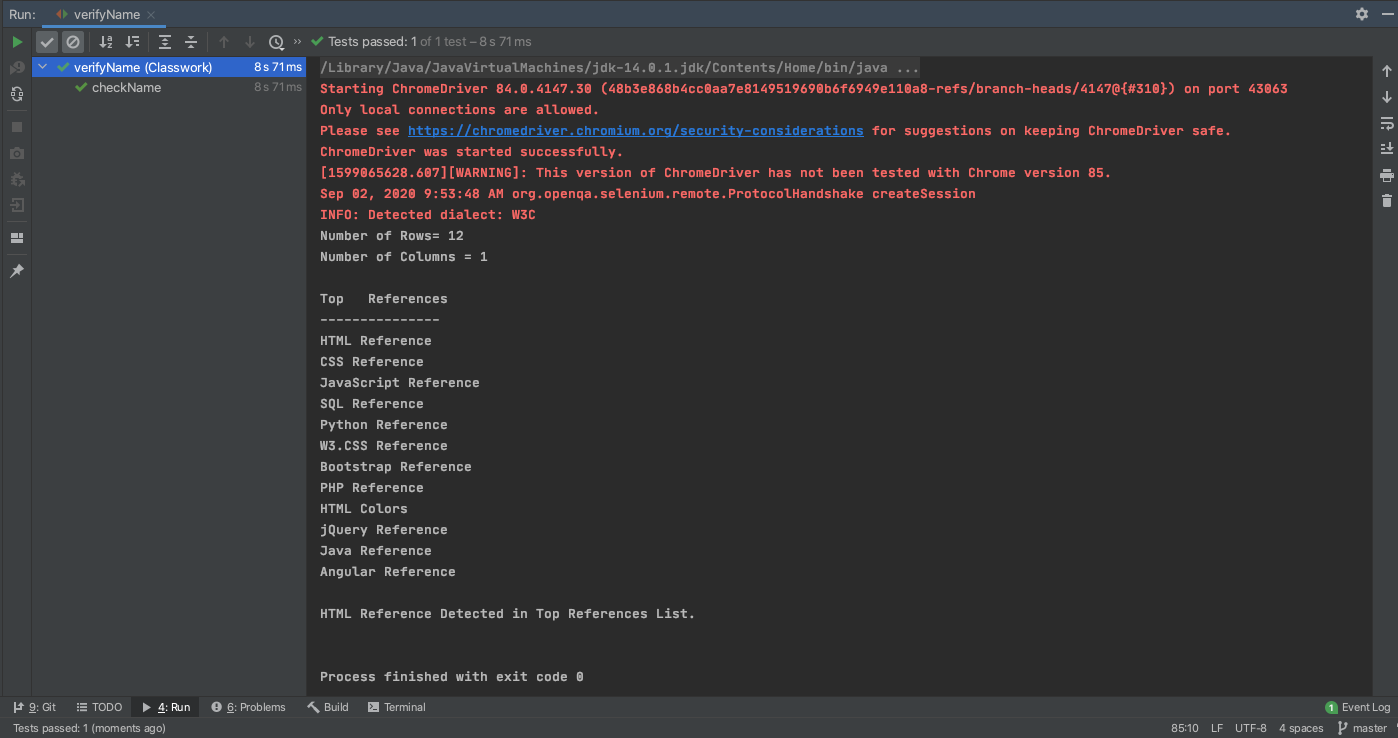 Run: verifyName
Tests passed: 1 of 1 test – 8 s 71 ms
verifyName (Classwork) 8 s 71 ms
checkName 8 s 71 ms
/Library/Java/JavaVirtualMachines/jdk-14.0.1.jdk/Contents/Home/bin/java ...
Starting ChromeDriver 84.0.4147.30 (48b3e868b4cc0aa7e8149519690b6f6949e110a8-refs/branch-heads/4147@{#310}) on port 43063
Only local connections are allowed.
Please see https://chromedriver.chromium.org/security-considerations for suggestions on keeping ChromeDriver safe.
ChromeDriver was started successfully.
[1599065628.607][WARNING]: This version of ChromeDriver has not been tested with Chrome version 85.
Sep 02, 2020 9:53:48 AM org.openqa.selenium.remote.ProtocolHandshake createSession
INFO: Detected dialect: W3C
Number of Rows= 12
Number of Columns = 1
Top   References
---------------
HTML Reference
CSS Reference
JavaScript Reference
SQL Reference
Python Reference
W3.CSS Reference
Bootstrap Reference
PHP Reference
HTML Colors
jQuery Reference
Java Reference
Angular Reference
HTML Reference Detected in Top References List.
Process finished with exit code 0
9: Git TODO 4: Run 6: Problems Build Terminal 1 Event Log
Tests passed: 1 (moments ago) 85:10 LF UTF-8 4 spaces master